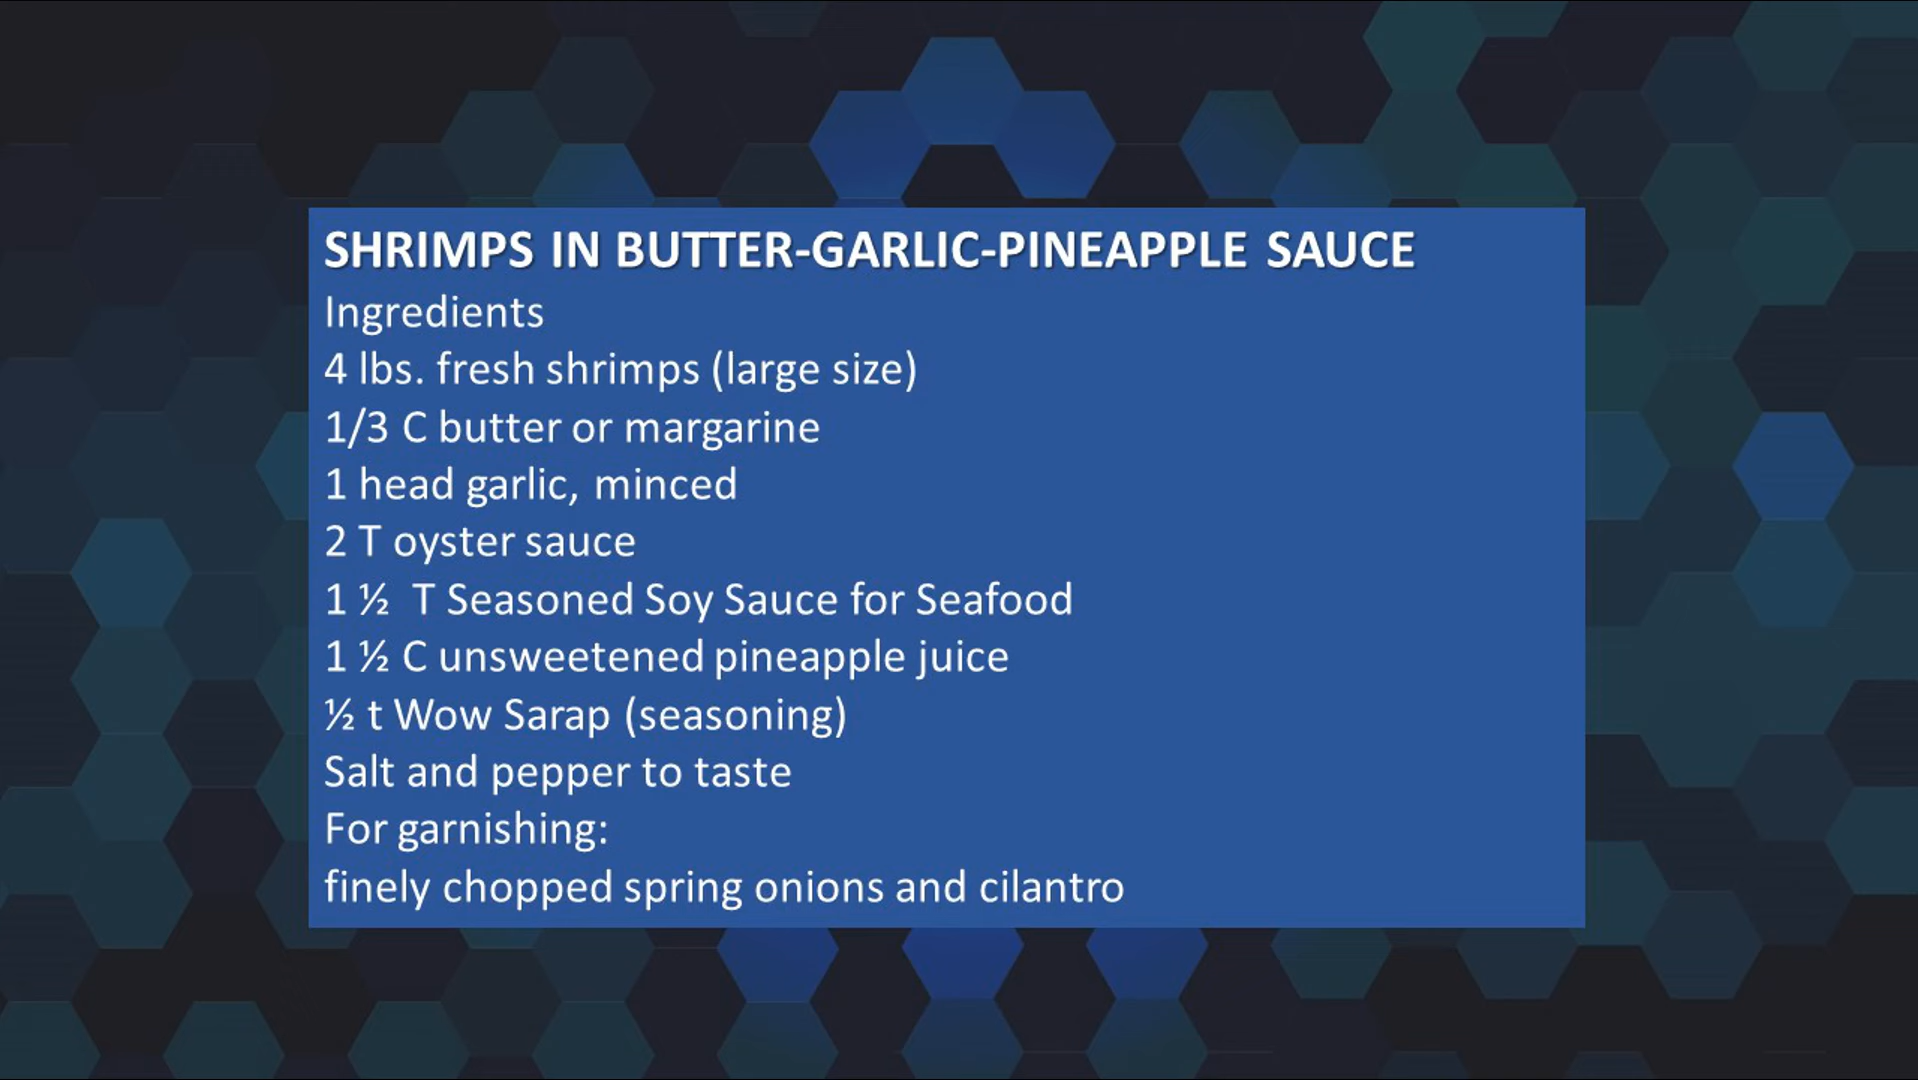 SHRIMPS IN BUTTER-GARLIC-PINEAPPLE SAUCE
Ingredients
4 lbs. fresh shrimps (large size)
1/3 C butter or margarine
1 head garlic, minced
2 T oyster sauce
1 ½ T Seasoned Soy Sauce for Seafood
1 ½ C unsweetened pineapple juice
½ t Wow Sarap (seasoning)
Salt and pepper to taste
For garnishing:
finely chopped spring onions and cilantro